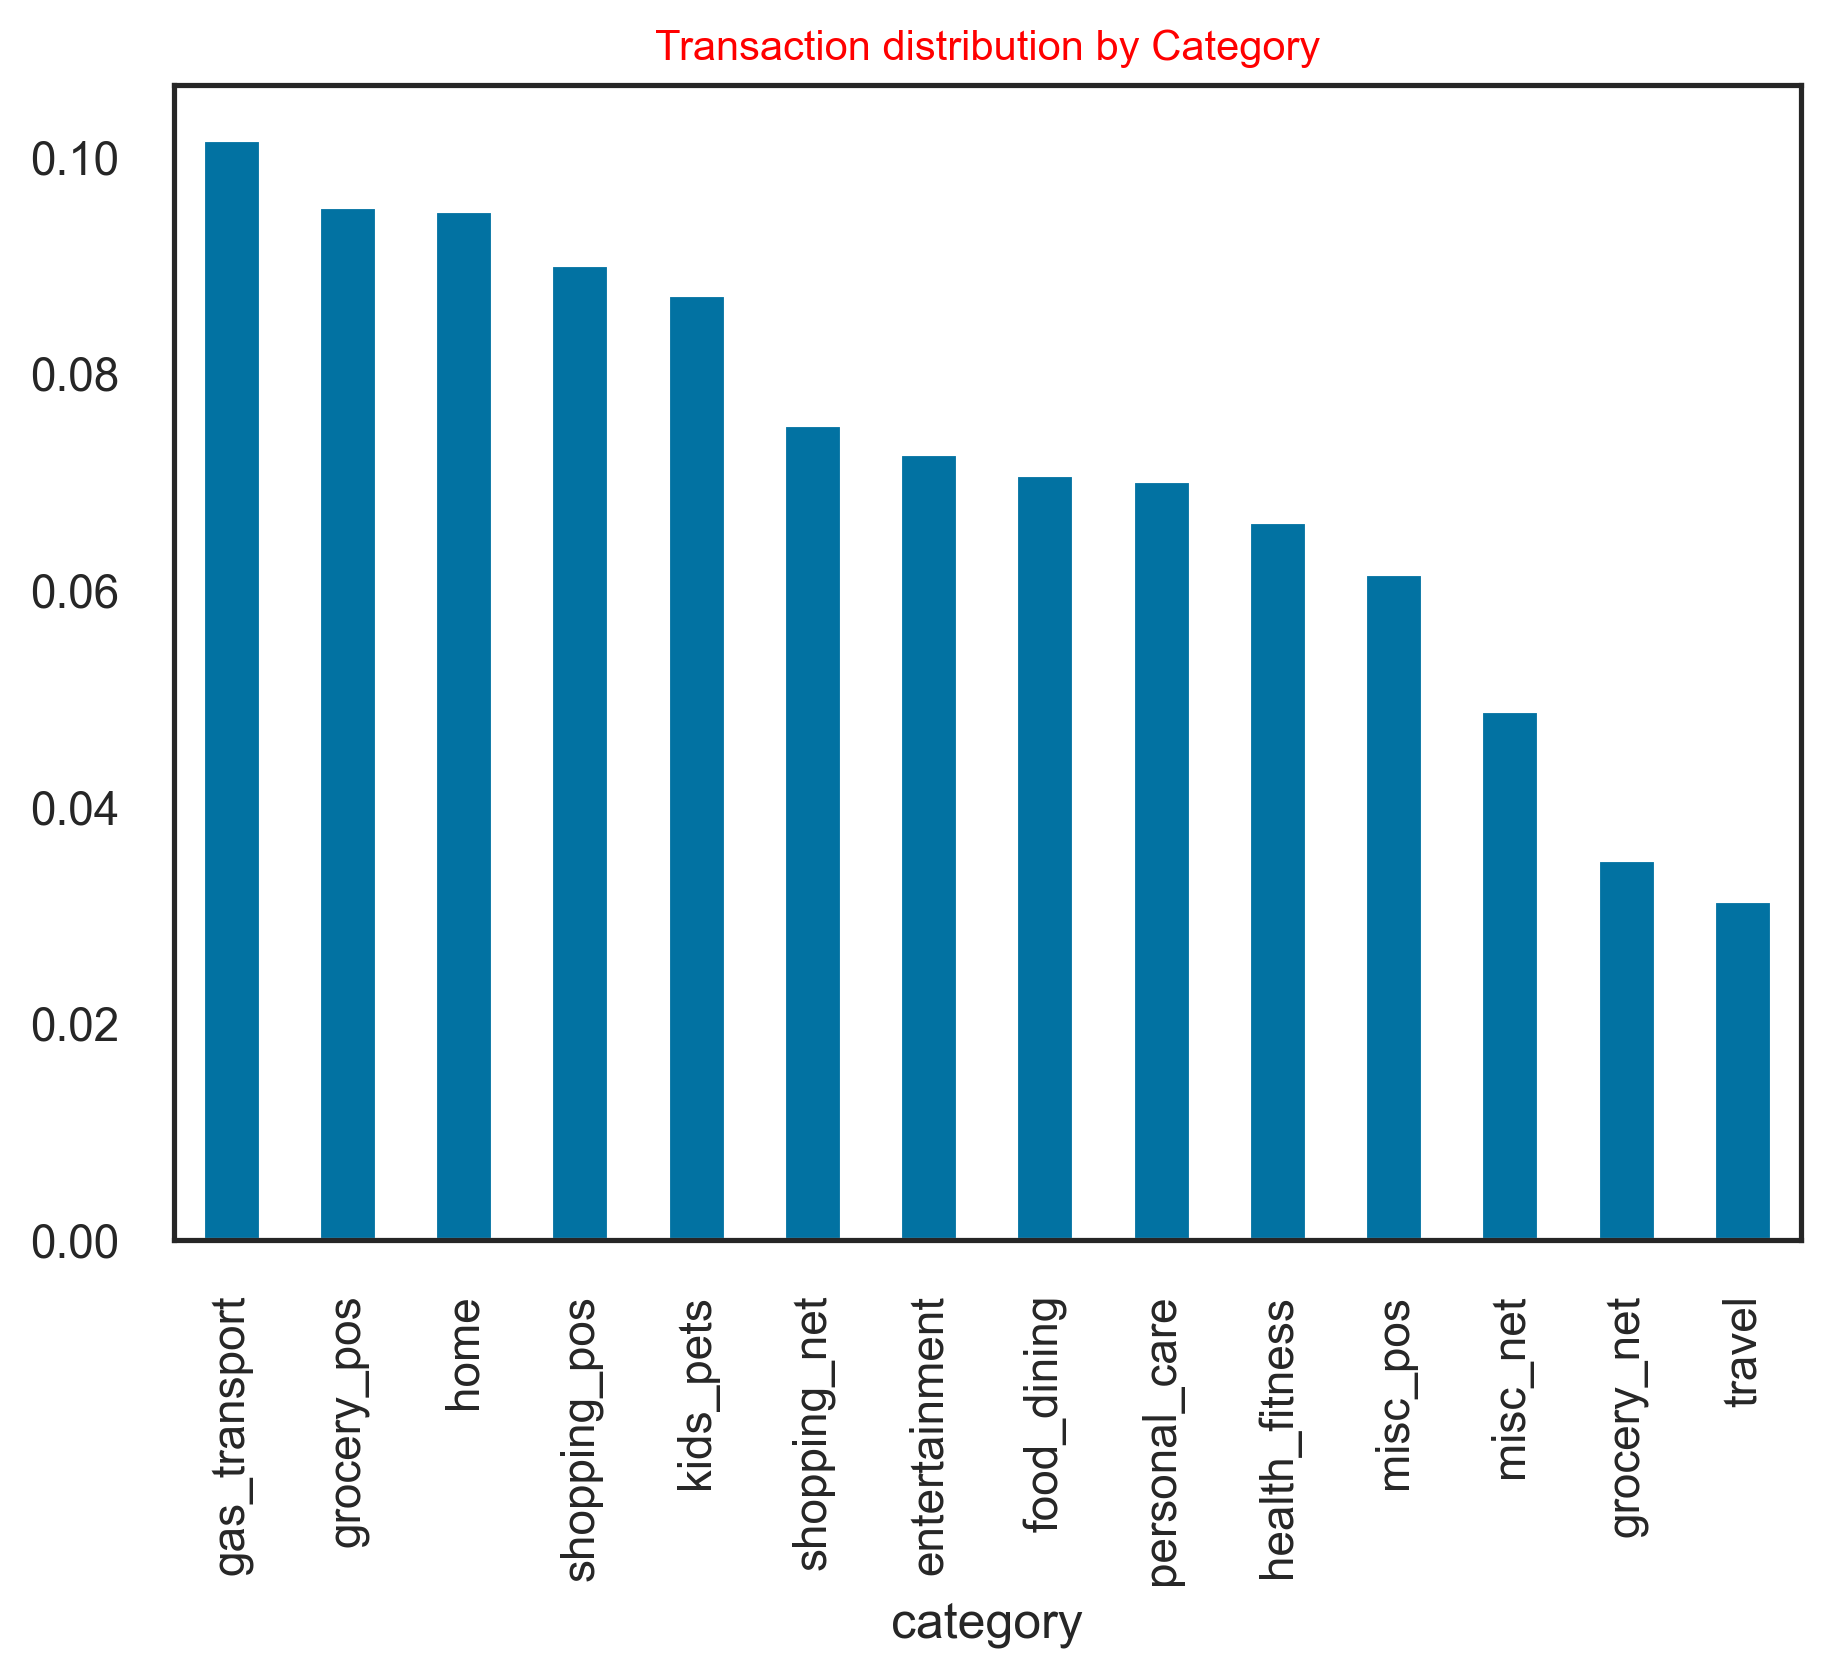 Transaction distribution by Category
0.10
0.08
0.06
0.04
0.02
0.00
gas_transport
grocery_pos
home
shopping_pos
kids_pets
shopping_net
entertainment
food_dining
personal_care
health_fitness
misc_pos
misc_net
grocery_net
travel
category